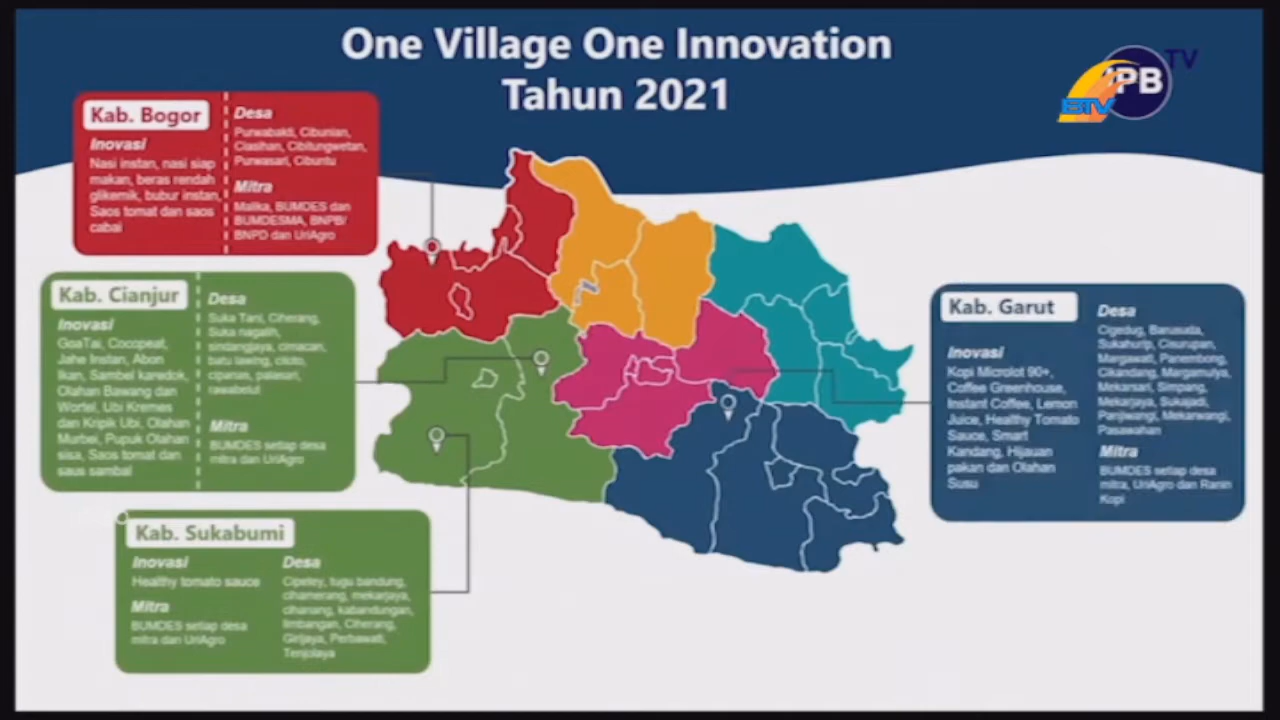 One Village One Innovation
Tahun 2021
TV
IPB
BTV
Kab. Bogor
Inovasi
Nasi instan, nasi siap
makan, beras rendah
glikemik, bubur instan,
Saos tomat dan saos
cabai
Desa
Purwabakti, Cibunian,
Ciasihan, Cibitungwetan,
Purwasari, Cibuntu
Mitra
Malika, BUMDES dan
BUMDESMA, BNPB/
BNPD dan UriAgro
Kab. Cianjur
Inovasi
GoaTai, Cocopeat,
Jahe Instan, Abon
Ikan, Sambel karedok,
Olahan Bawang dan
Wortel, Ubi Kremes
dan Kripik Ubi, Olahan
Murbei, Pupuk Olahan
sisa, Saos tomat dan
saus sambal
Desa
Suka Tani, Ciherang,
Suka nagalih,
sindangjaya, cimacan,
batu lawing, ciloto,
cipanas, palasari,
rawabelut
Mitra
BUMDES setiap desa
mitra dan UriAgro
Kab. Sukabumi
Inovasi
Healthy tomato sauce
Mitra
BUMDES setiap desa
mitra dan UriAgro
Desa
Cipetey, tugu bandung,
cihamerang, mekarjaya,
cihanang, kabandungan,
limbangan, Ciherang,
Girijaya, Perbawati,
Tenjolaya
Kab. Garut
Inovasi
Kopi Microlot 90+,
Coffee Greenhouse,
Instant Coffee, Lemon
Juice, Healthy Tomato
Sauce, Smart
Kandang, Hijauan
pakan dan Olahan
Susu
Desa
Cigedug, Barusuda,
Sukahurip, Cisurupan,
Margawati, Panembong,
Cikandang, Margamulya,
Mekarsari, Simpang,
Mekarjaya, Sukajadi,
Panjiwangi, Mekarwangi,
Pasawahan
Mitra
BUMDES setiap desa
mitra, UriAgro dan Ranin
Kopi